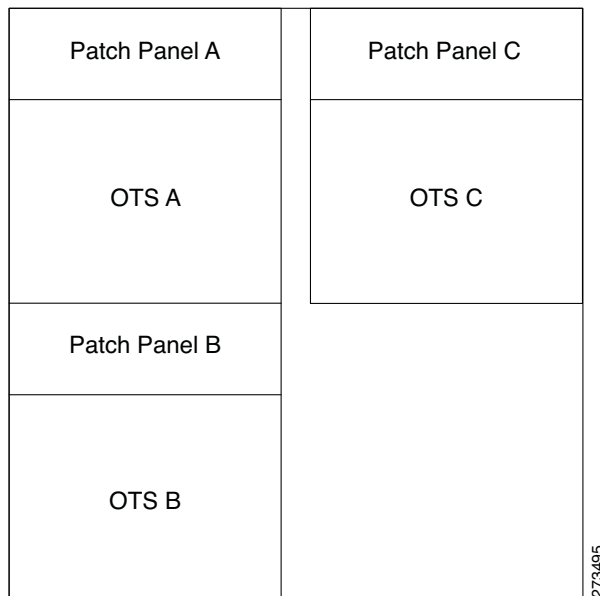 Patch Panel A
Patch Panel C
OTS A
OTS C
Patch Panel B
OTS B
273495